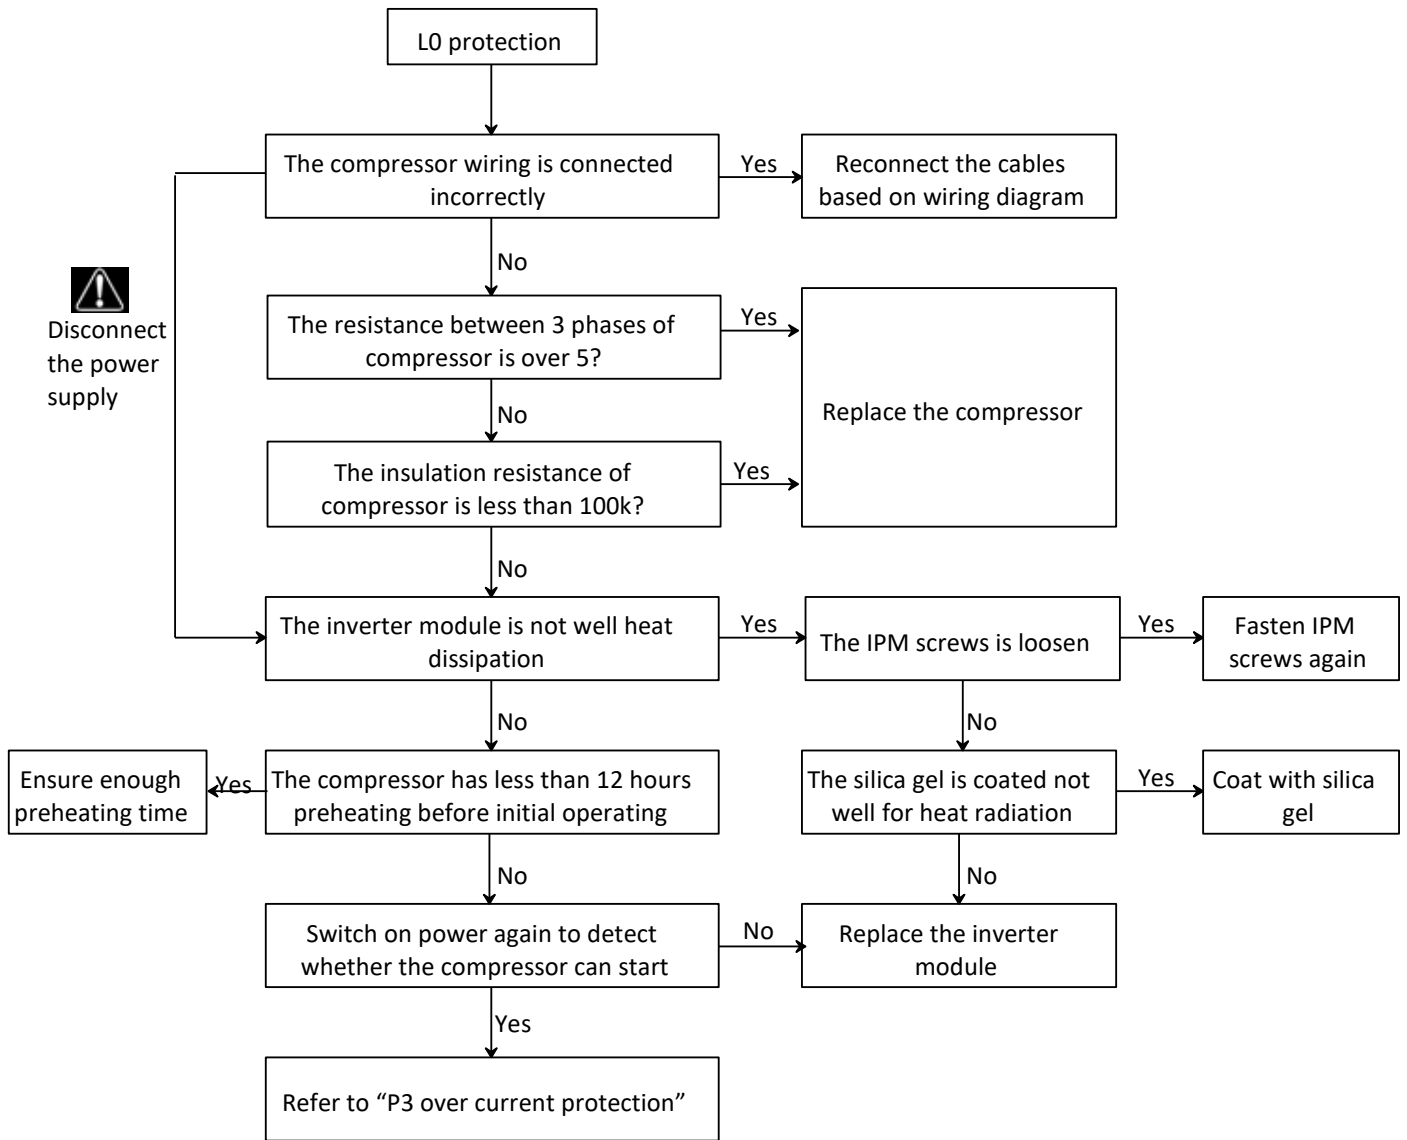 L0 protection
The compressor wiring is connected
incorrectly
Yes
Reconnect the cables
based on wiring diagram
No
Disconnect
the power
supply
The resistance between 3 phases of
compressor is over 5?
Yes
Replace the compressor
No
The insulation resistance of
compressor is less than 100k?
Yes
No
The inverter module is not well heat
dissipation
Yes
The IPM screws is loosen
Yes
Fasten IPM
screws again
No
No
Ensure enough
preheating time
Yes
The compressor has less than 12 hours
preheating before initial operating
The silica gel is coated not
well for heat radiation
Yes
Coat with silica
gel
No
No
Switch on power again to detect
whether the compressor can start
No
Replace the inverter
module
Yes
Refer to “P3 over current protection”